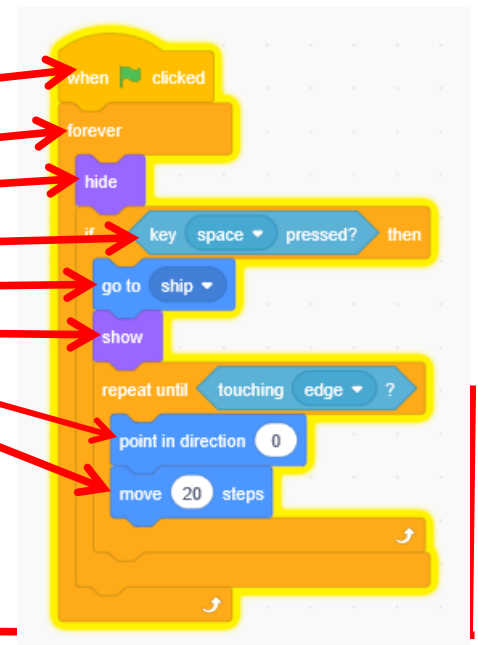 when clicked
forever
hide
if key space pressed? then
go to ship
show
repeat until touching edge ?
point in direction 0
move 20 steps